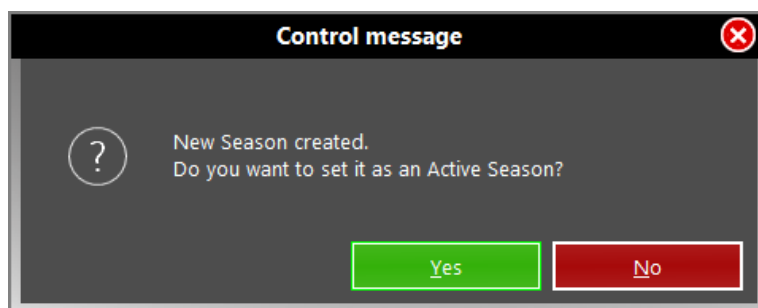 Control message
New Season created.
Do you want to set it as an Active Season?
?
Yes
No